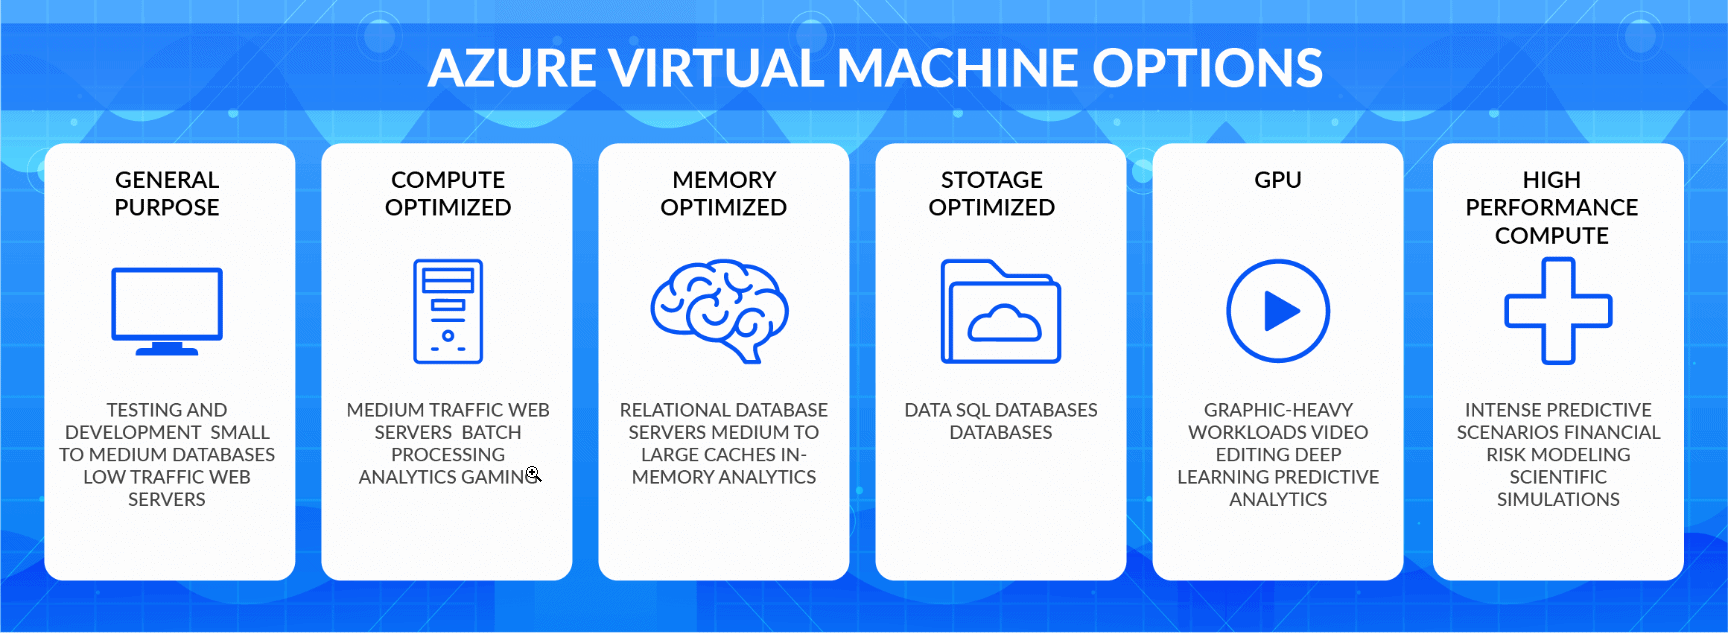 AZURE VIRTUAL MACHINE OPTIONS
GENERAL
PURPOSE
TESTING AND
DEVELOPMENT  SMALL
TO MEDIUM DATABASES
LOW TRAFFIC WEB
SERVERS
COMPUTE
OPTIMIZED
MEDIUM TRAFFIC WEB
SERVERS  BATCH
PROCESSING
ANALYTICS GAMING
MEMORY
OPTIMIZED
RELATIONAL DATABASE
SERVERS MEDIUM TO
LARGE CACHES IN-
MEMORY ANALYTICS
STOTAGE
OPTIMIZED
DATA SQL DATABASES
DATABASES
GPU
GRAPHIC-HEAVY
WORKLOADS VIDEO
EDITING DEEP
LEARNING PREDICTIVE
ANALYTICS
HIGH
PERFORMANCE
COMPUTE
INTENSE PREDICTIVE
SCENARIOS FINANCIAL
RISK MODELING
SCIENTIFIC
SIMULATIONS